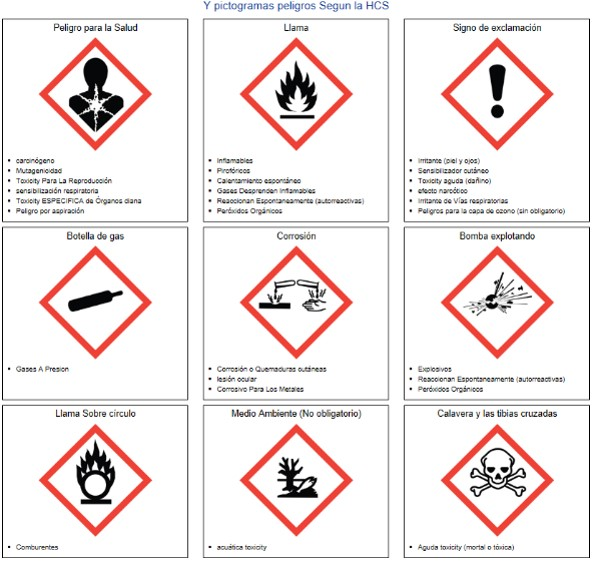 Y pictogramas peligros Segun la HCS
Peligro para la Salud
• carcinógeno
• Mutagenicidad
• Toxicity Para La Reproducción
• sensibilización respiratoria
• Toxicity ESPECIFICA de Órganos diana
• Peligro por aspiración
Llama
• Inflamables
• Pirofóricos
• Calentamiento espontáneo
• Gases Desprenden Inflamables
• Reaccionan Espontaneamente (autorreactivas)
• Peróxidos Orgánicos
Signo de exclamación
• Irritante (piel y ojos)
• Sensibilizador cutáneo
• Toxicity aguda (dañino)
• efecto narcótico
• Irritante de Vías respiratorias
• Peligros para la capa de ozono (sin obligatorio)
Botella de gas
• Gases A Presion
Corrosión
• Corrosión o Quemaduras cutáneas
• lesión ocular
• Corrosivo Para Los Metales
Bomba explotando
• Explosivos
• Reaccionan Espontaneamente (autorreactivas)
• Peróxidos Orgánicos
Llama Sobre círculo
• Comburentes
Medio Ambiente (No obligatorio)
• acuática toxicity
Calavera y las tibias cruzadas
• Aguda toxicity (mortal o tóxica)